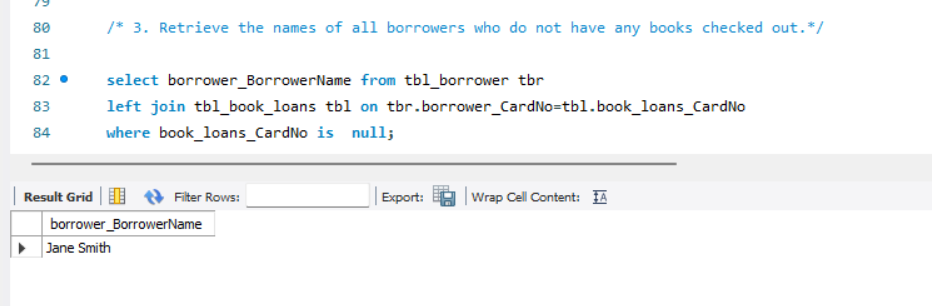 79
80 /* 3. Retrieve the names of all borrowers who do not have any books checked out.*/
81
82 select borrower_BorrowerName from tbl_borrower tbr
83 left join tbl_book_loans tbl on tbr.borrower_CardNo=tbl.book_loans_CardNo
84 where book_loans_CardNo is  null;
Result Grid Filter Rows: Export: Wrap Cell Content: IA
borrower_BorrowerName
Jane Smith